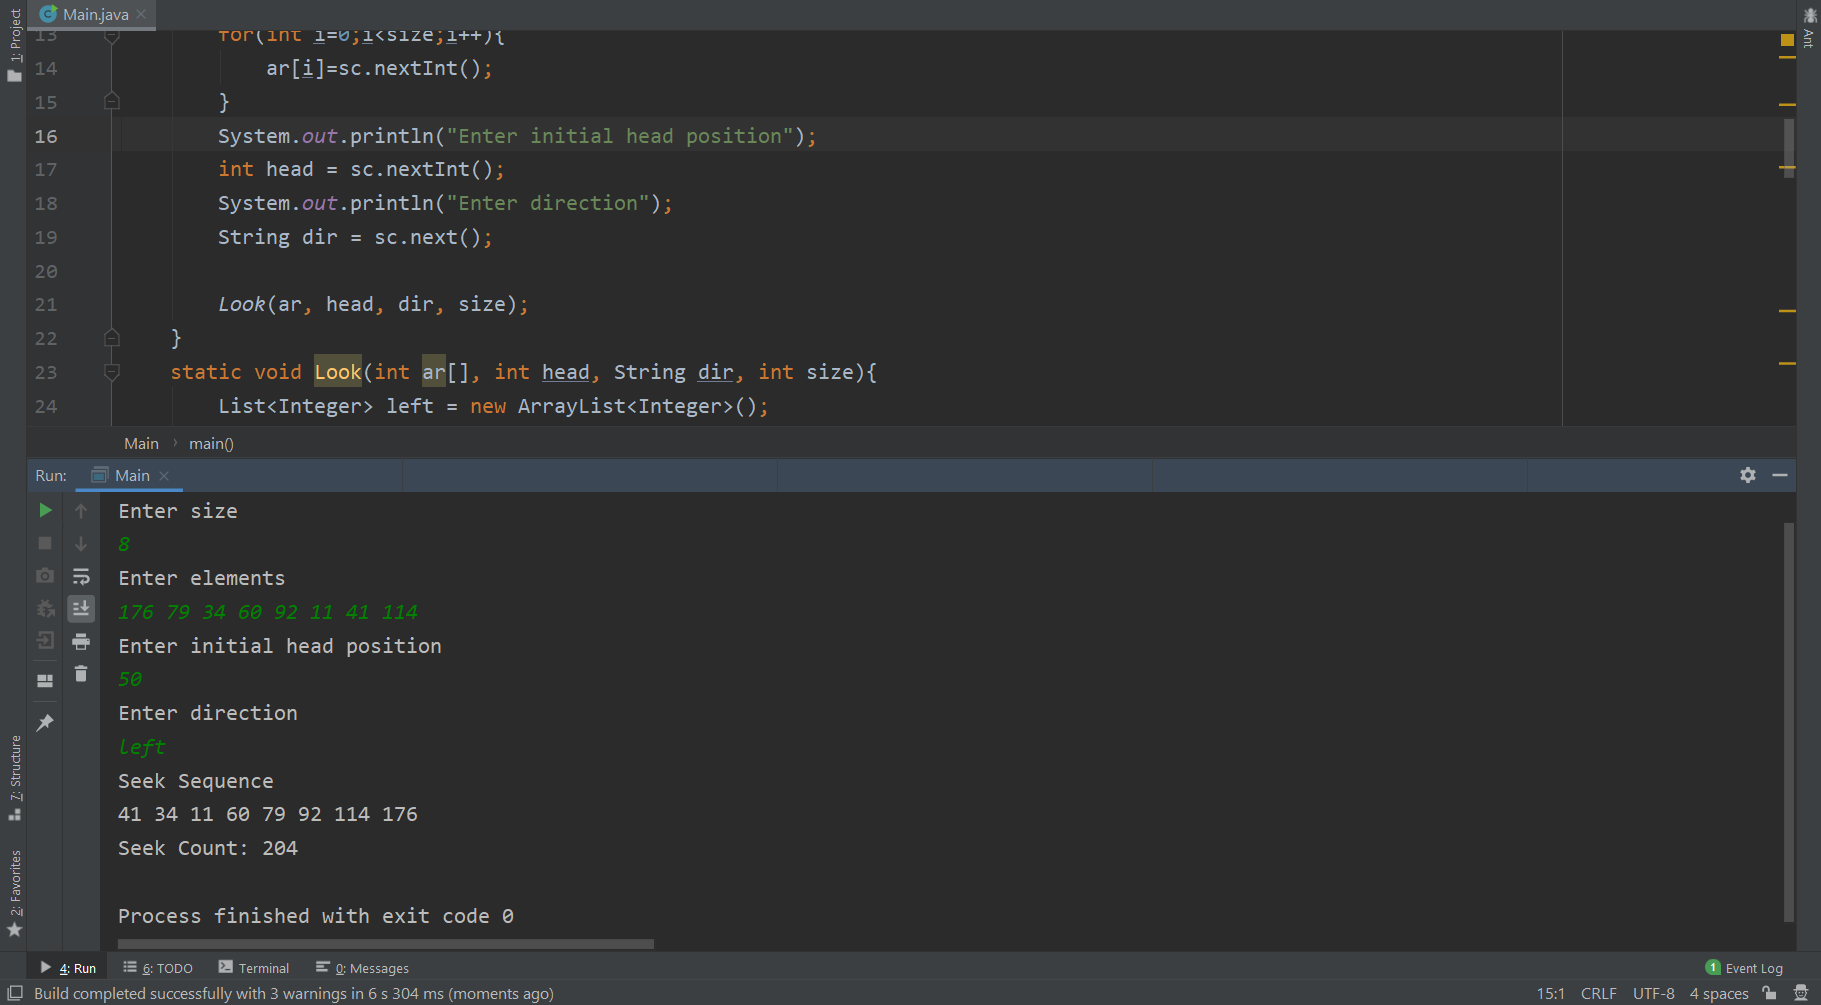 Main.java
1: Project
Ant
13 for(int i=0;i<size;i++){
14 ar[i]=sc.nextInt();
15 }
16 System.out.println("Enter initial head position");
17 int head = sc.nextInt();
18 System.out.println("Enter direction");
19 String dir = sc.next();
20
21 Look(ar, head, dir, size);
22 }
23 static void Look(int ar[], int head, String dir, int size){
24 List<Integer> left = new ArrayList<Integer>();
Main › main()
Run: Main
Enter size
8
Enter elements
176 79 34 60 92 11 41 114
Enter initial head position
50
Enter direction
left
Seek Sequence
41 34 11 60 79 92 114 176
Seek Count: 204
Process finished with exit code 0
7: Structure
2: Favorites
4: Run 6: TODO Terminal 0: Messages 1 Event Log
Build completed successfully with 3 warnings in 6 s 304 ms (moments ago) 15:1 CRLF UTF-8 4 spaces